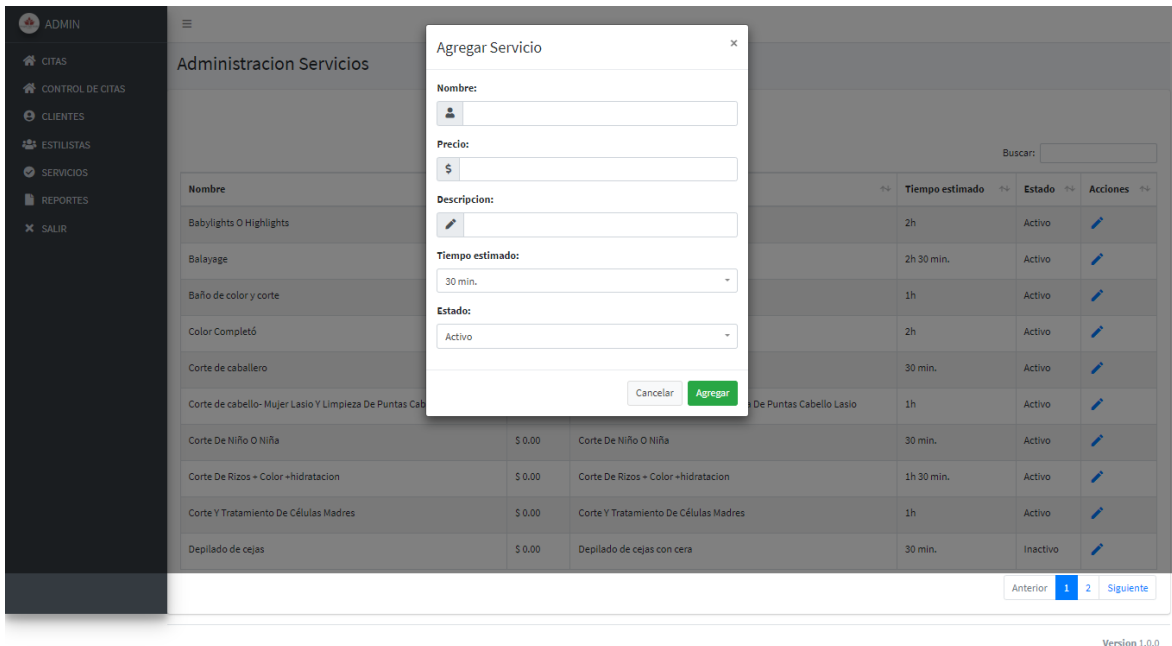 ADMIN
CITAS
CONTROL DE CITAS
CLIENTES
ESTILISTAS
SERVICIOS
REPORTES
SALIR
Administracion Servicios
Agregar Servicio ×
Nombre:
Precio:
$
Descripcion:
Tiempo estimado:
30 min.
Estado:
Activo
Cancelar Agregar
Buscar:
Nombre Tiempo estimado Estado Acciones
Babylights O Highlights 2h Activo
Balayage 2h 30 min. Activo
Baño de color y corte 1h Activo
Color Completó 2h Activo
Corte de caballero 30 min. Activo
Corte de cabello- Mujer Lasio Y Limpieza De Puntas Cab De Puntas Cabello Lasio 1h Activo
Corte De Niño O Niña $ 0.00 Corte De Niño O Niña 30 min. Activo
Corte De Rizos + Color +hidratacion $ 0.00 Corte De Rizos + Color +hidratacion 1h 30 min. Activo
Corte Y Tratamiento De Células Madres $ 0.00 Corte Y Tratamiento De Células Madres 1h Activo
Depilado de cejas $ 0.00 Depilado de cejas con cera 30 min. Inactivo
Anterior 1 2 Siguiente
Version 1.0.0